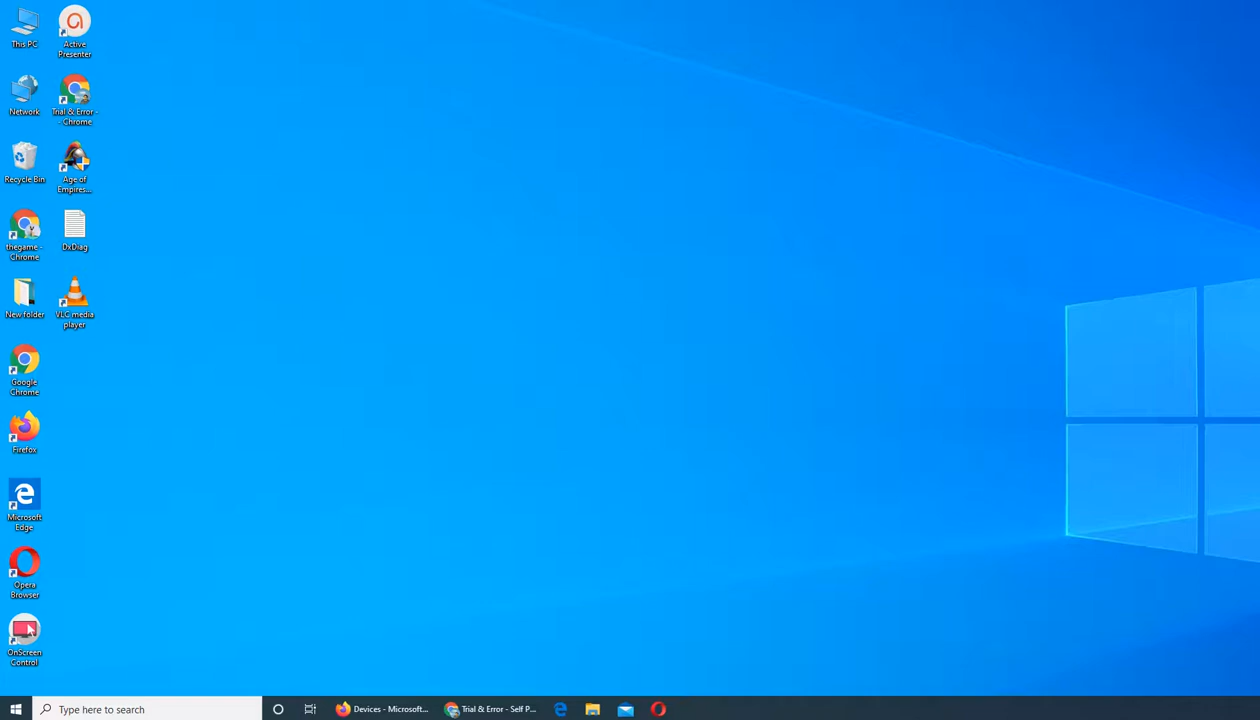 This PC
Active
Presenter
Network
Trial & Error -
- Chrome
Recycle Bin
Age of
Empires...
thegame -
Chrome
DxDiag
New folder
VLC media
player
Google
Chrome
Firefox
Microsoft
Edge
Opera
Browser
OnScreen
Control
Type here to search
Devices - Microsoft...
Trial & Error - Self P...